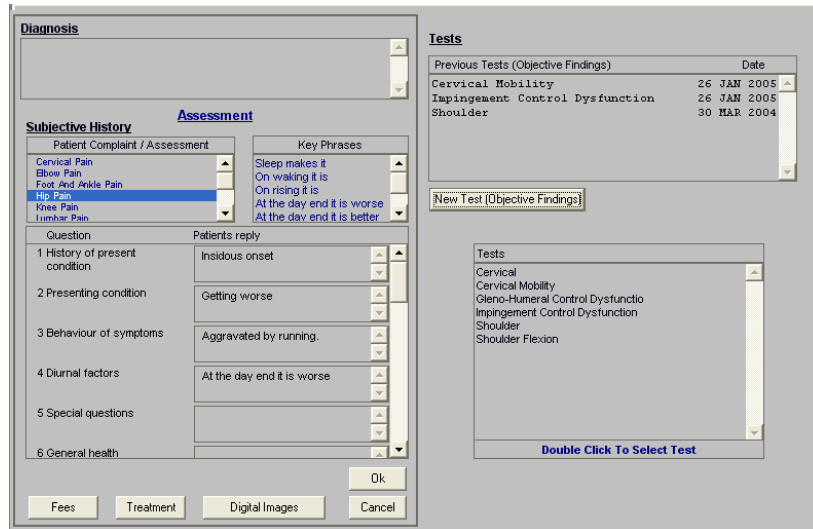 Diagnosis
Assessment
Subjective History
Patient Complaint / Assessment
Cervical Pain
Elbow Pain
Foot And Ankle Pain
Hip Pain
Knee Pain
Lumbar Pain
Key Phrases
Sleep makes it
On waking it is
On rising it is
At the day end it is worse
At the day end it is better
Question Patients reply
1 History of present condition
Insidous onset
2 Presenting condition
Getting worse
3 Behaviour of symptoms
Aggravated by running.
4 Diurnal factors
At the day end it is worse
5 Special questions
6 General health
Ok
Fees Treatment Digital Images Cancel
Tests
Previous Tests (Objective Findings) Date
Cervical Mobility 26 JAN 2005
Impingement Control Dysfunction 26 JAN 2005
Shoulder 30 MAR 2004
New Test (Objective Findings)
Tests
Cervical
Cervical Mobility
Gleno-Humeral Control Dysfunctio
Impingement Control Dysfunction
Shoulder
Shoulder Flexion
Double Click To Select Test